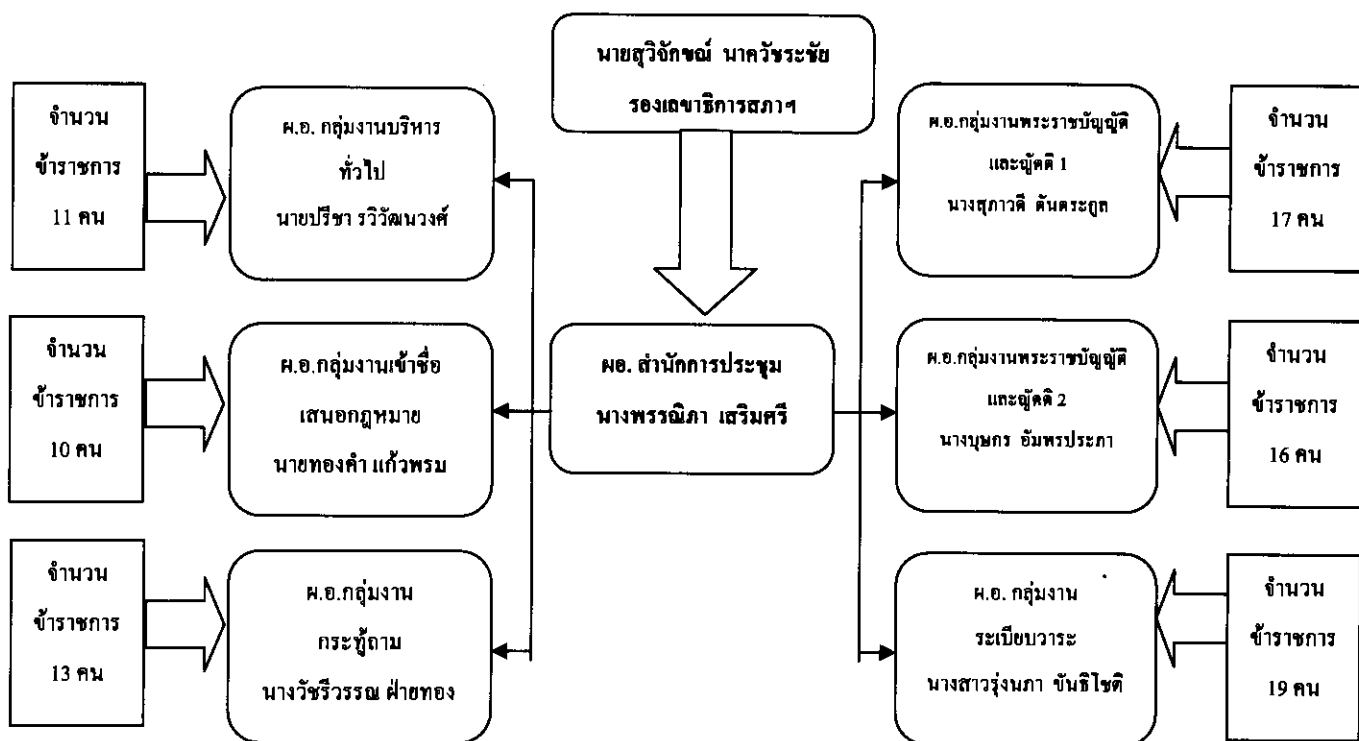 นายสุวิจักขณ์ นาควัชระชัย
รองเลขาธิการสภาฯ
จำนวน
ข้าราชการ
11 คน
ผ.อ. กลุ่มงานบริหาร
ทั่วไป
นายปรีชา รวิวัฒนวงศ์
ผ.อ.กลุ่มงานพระราชบัญญัติ
และญัตติ 1
นางสุภาวดี ตันตระกูล
จำนวน
ข้าราชการ
17 คน
จำนวน
ข้าราชการ
10 คน
ผ.อ.กลุ่มงานเข้าชื่อ
เสนอกฎหมาย
นายทองคำ แก้วพรม
ผอ. สำนักการประชุม
นางพรรณิภา เสริมศรี
ผ.อ.กลุ่มงานพระราชบัญญัติ
และญัตติ 2
นางบุษกร อัมพรประภา
จำนวน
ข้าราชการ
16 คน
จำนวน
ข้าราชการ
13 คน
ผ.อ.กลุ่มงาน
กระทู้ถาม
นางวัชรีวรรณ ฝ่ายทอง
ผ.อ. กลุ่มงาน
ระเบียบวาระ
นางสาวรุ่งนภา ขันธิโชติ
จำนวน
ข้าราชการ
19 คน